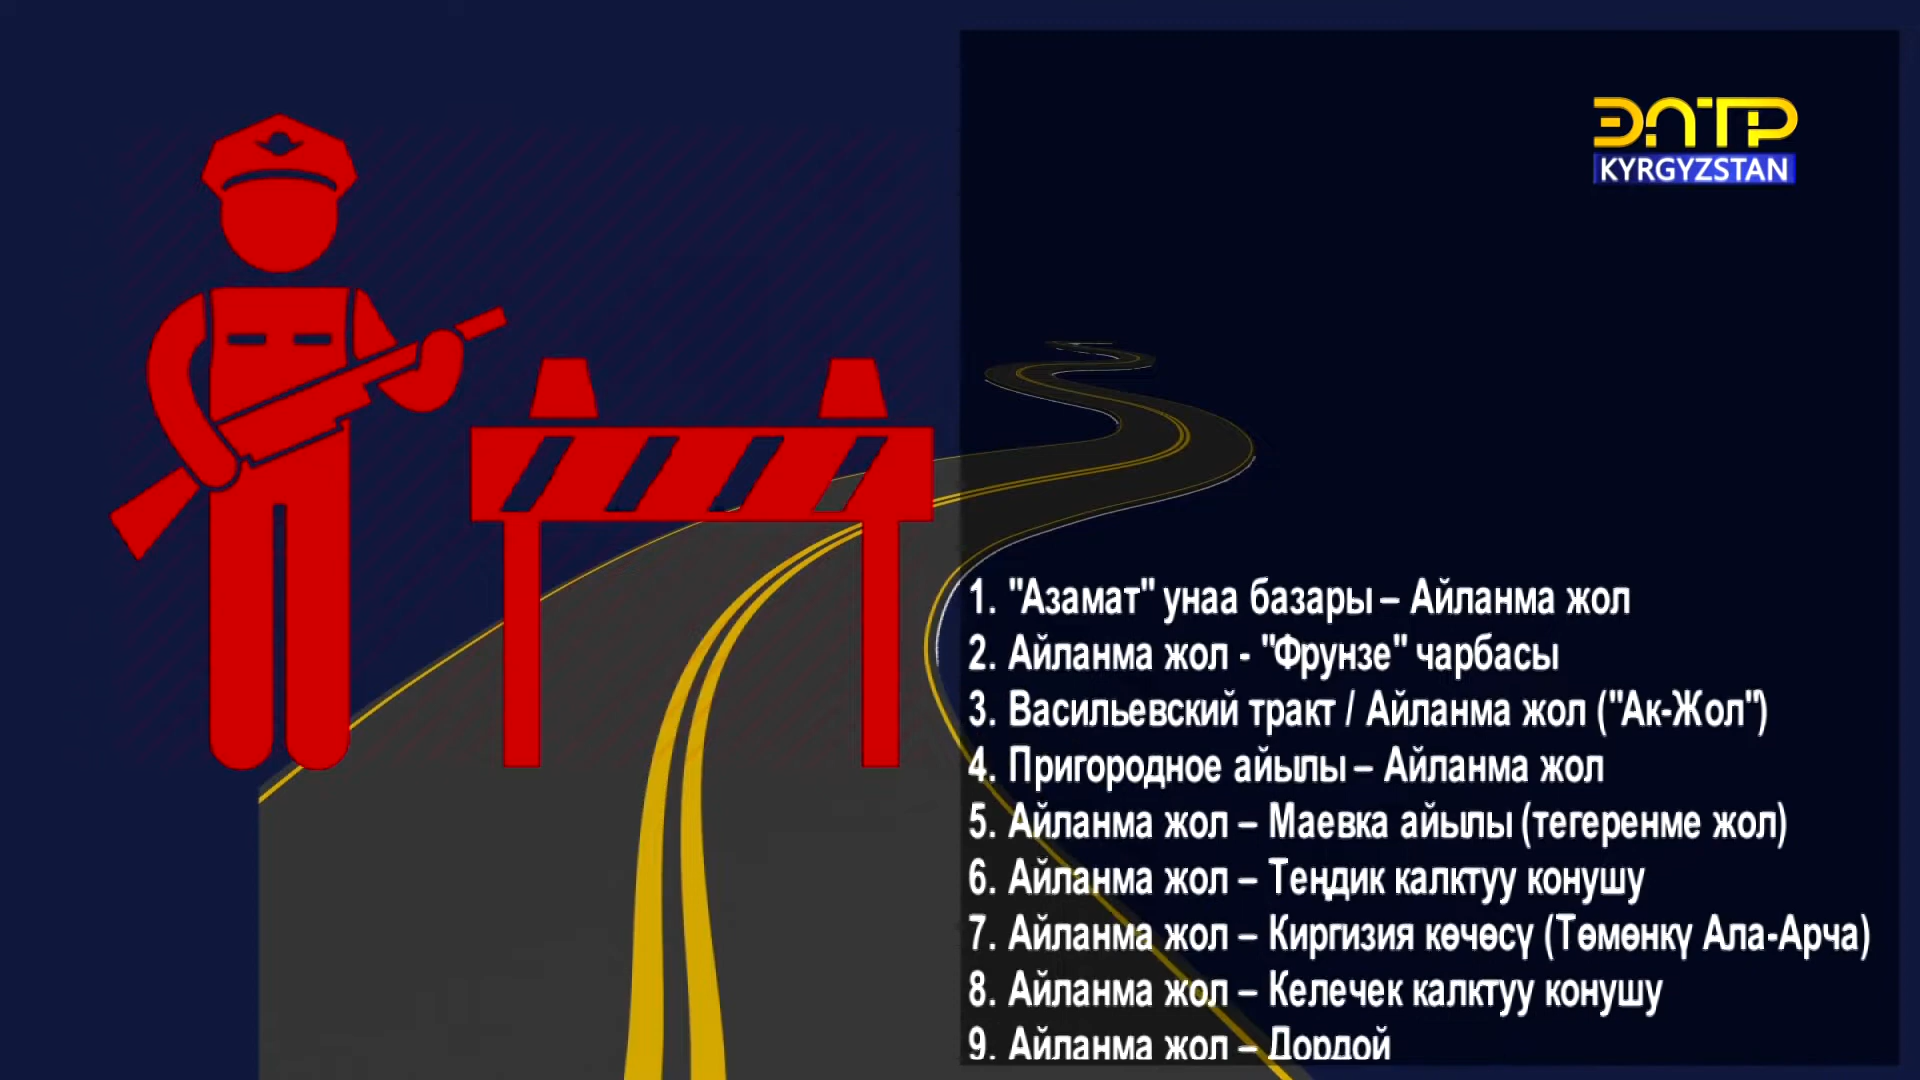 ЭЛТР
KYRGYZSTAN
1. "Азамат" унаа базары – Айланма жол
2. Айланма жол - "Фрунзе" чарбасы
3. Васильевский тракт / Айланма жол ("Ак-Жол")
4. Пригородное айылы – Айланма жол
5. Айланма жол – Маевка айылы (тегеренме жол)
6. Айланма жол – Теңдик калктуу конушу
7. Айланма жол – Киргизия көчөсү (Төмөнкү Ала-Арча)
8. Айланма жол – Келечек калктуу конушу
9. Айланма жол – Дордой